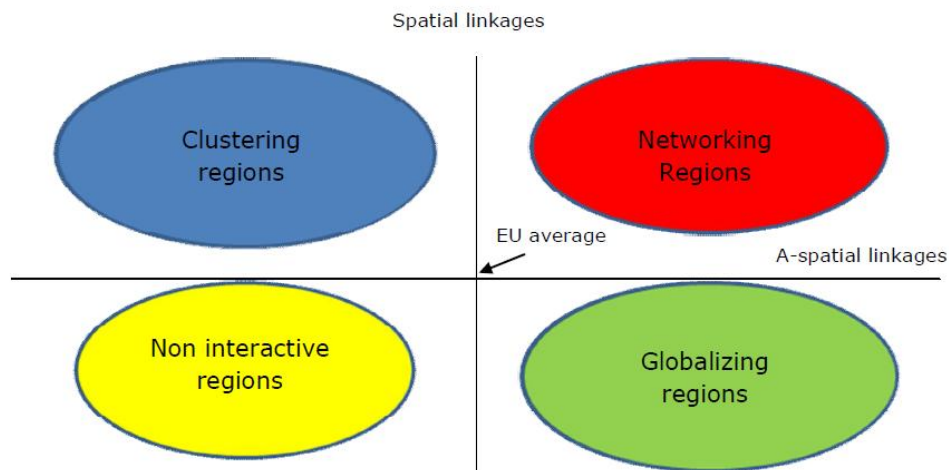 Spatial linkages
Clustering
regions
Networking
Regions
EU average
A-spatial linkages
Non interactive
regions
Globalizing
regions